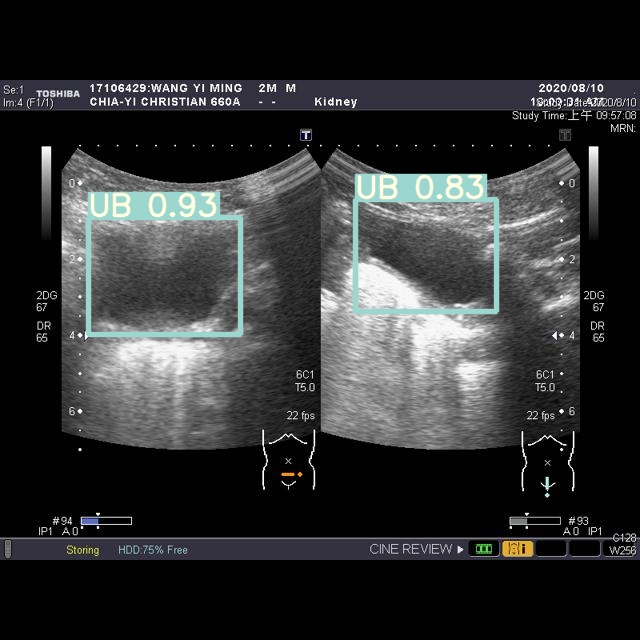 Se:1
TOSHIBA
17106429:WANG YI MING 2M M
2020/08/10
Im:4 (F1/1)
CHIA-YI CHRISTIAN 660A - - Kidney
Study Time:上午 09:57:08
MRN:
T
T
0
0
UB 0.93
UB 0.83
2
2
2DG
67
DR
65
2DG
67
DR
65
4
4
6C1
T5.0
6C1
T5.0
6
22 fps
22 fps
6
#94
#93
IP1 A 0
A 0 IP1
C128
W256
Storing
HDD:75% Free
CINE REVIEW